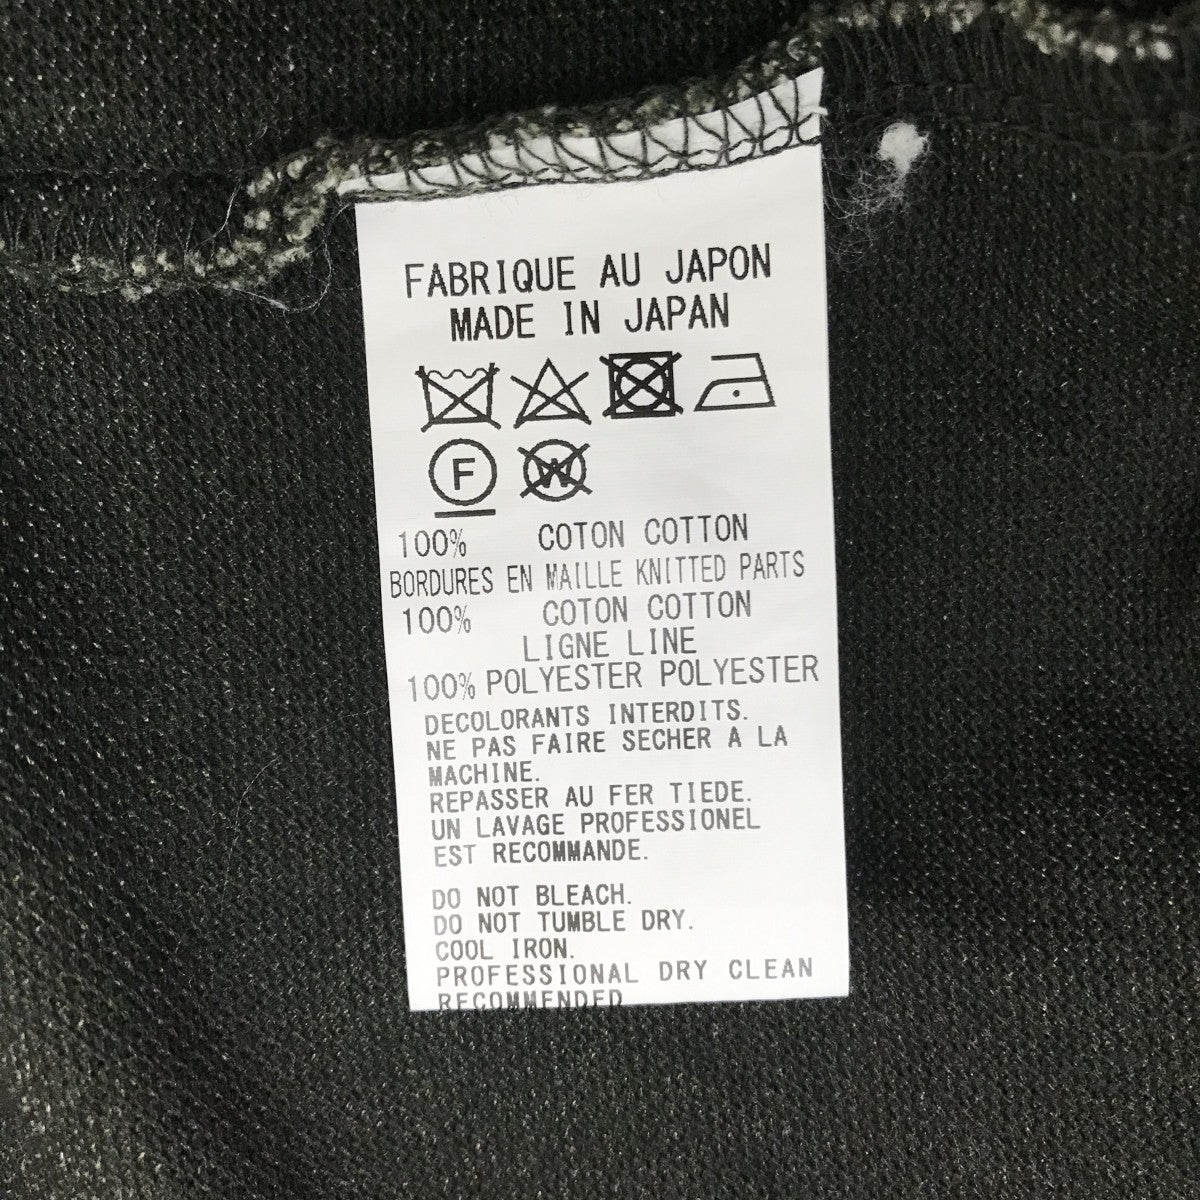 FABRIQUE AU JAPON
MADE IN JAPAN
F W
100% COTON COTTON
BORDURES EN MAILLE KNITTED PARTS
100% COTON COTTON
LIGNE LINE
100% POLYESTER POLYESTER
DECOLORANTS INTERDITS.
NE PAS FAIRE SECHER A LA
MACHINE.
REPASSER AU FER TIEDE.
UN LAVAGE PROFESSIONEL
EST RECOMMANDE.
DO NOT BLEACH.
DO NOT TUMBLE DRY.
COOL IRON.
PROFESSIONAL DRY CLEAN
RECOMMENDED